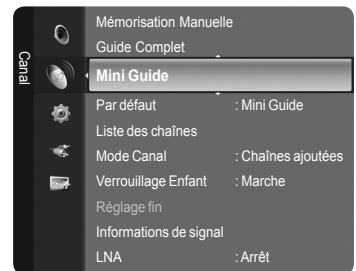 Canal
Mémorisation Manuelle
Guide Complet
Mini Guide
Par défaut : Mini Guide
Liste des chaînes
Mode Canal : Chaînes ajoutées
Verrouillage Enfant : Marche
Réglage fin
Informations de signal
LNA : Arrêt